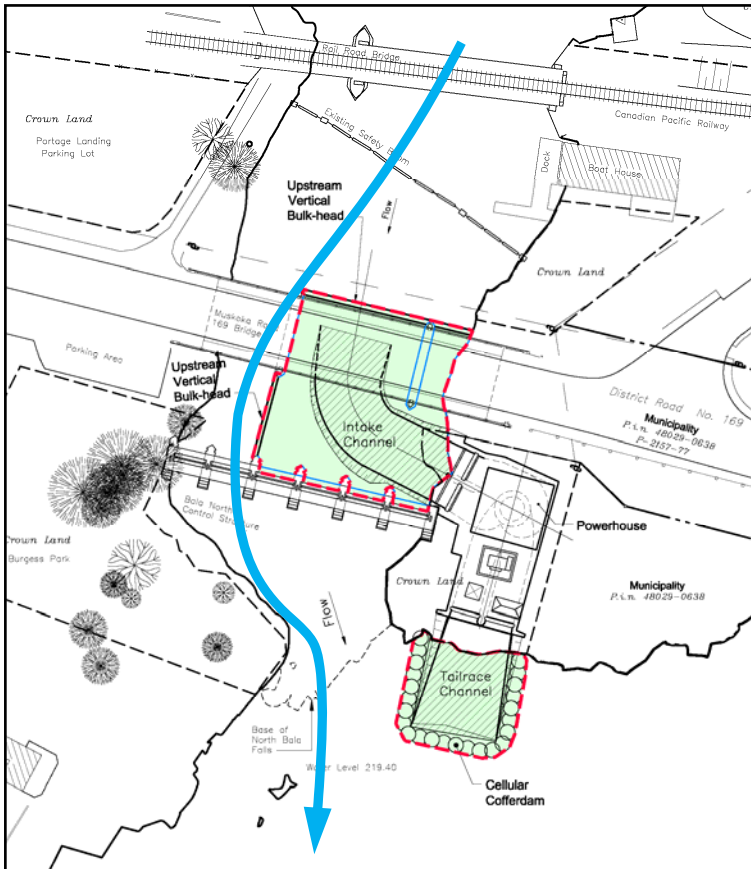 Rail Road Bridge
Canadian Pacific Railway
Crown Land
Portage Landing
Parking Lot
Existing Safety Boom
Dock
Boat House
Upstream
Vertical
Bulk-head
Flow
Crown Land
Muskoka Road
169 Bridge
Parking Area
Upstream
Vertical
Bulk-head
Intake
Channel
District Road No. 169
Municipality
P.i.n. 48029-0638
P-2157-77
Bala North
Control Structure
Powerhouse
Crown Land
Burgess Park
Crown Land
Municipality
P.i.n. 48029-0638
Flow
Tailrace
Channel
Base of
North Bala
Falls
Water Level 219.40
Cellular
Cofferdam